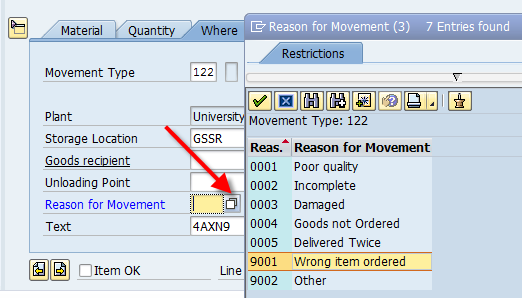 Material Quantity Where
Movement Type 122
Plant University
Storage Location GSSR
Goods recipient
Unloading Point
Reason for Movement
Text 4AXN9
Item OK Line
Reason for Movement (3) 7 Entries found
Restrictions
Movement Type: 122
Reas. Reason for Movement
0001 Poor quality
0002 Incomplete
0003 Damaged
0004 Goods not Ordered
0005 Delivered Twice
9001 Wrong item ordered
9002 Other